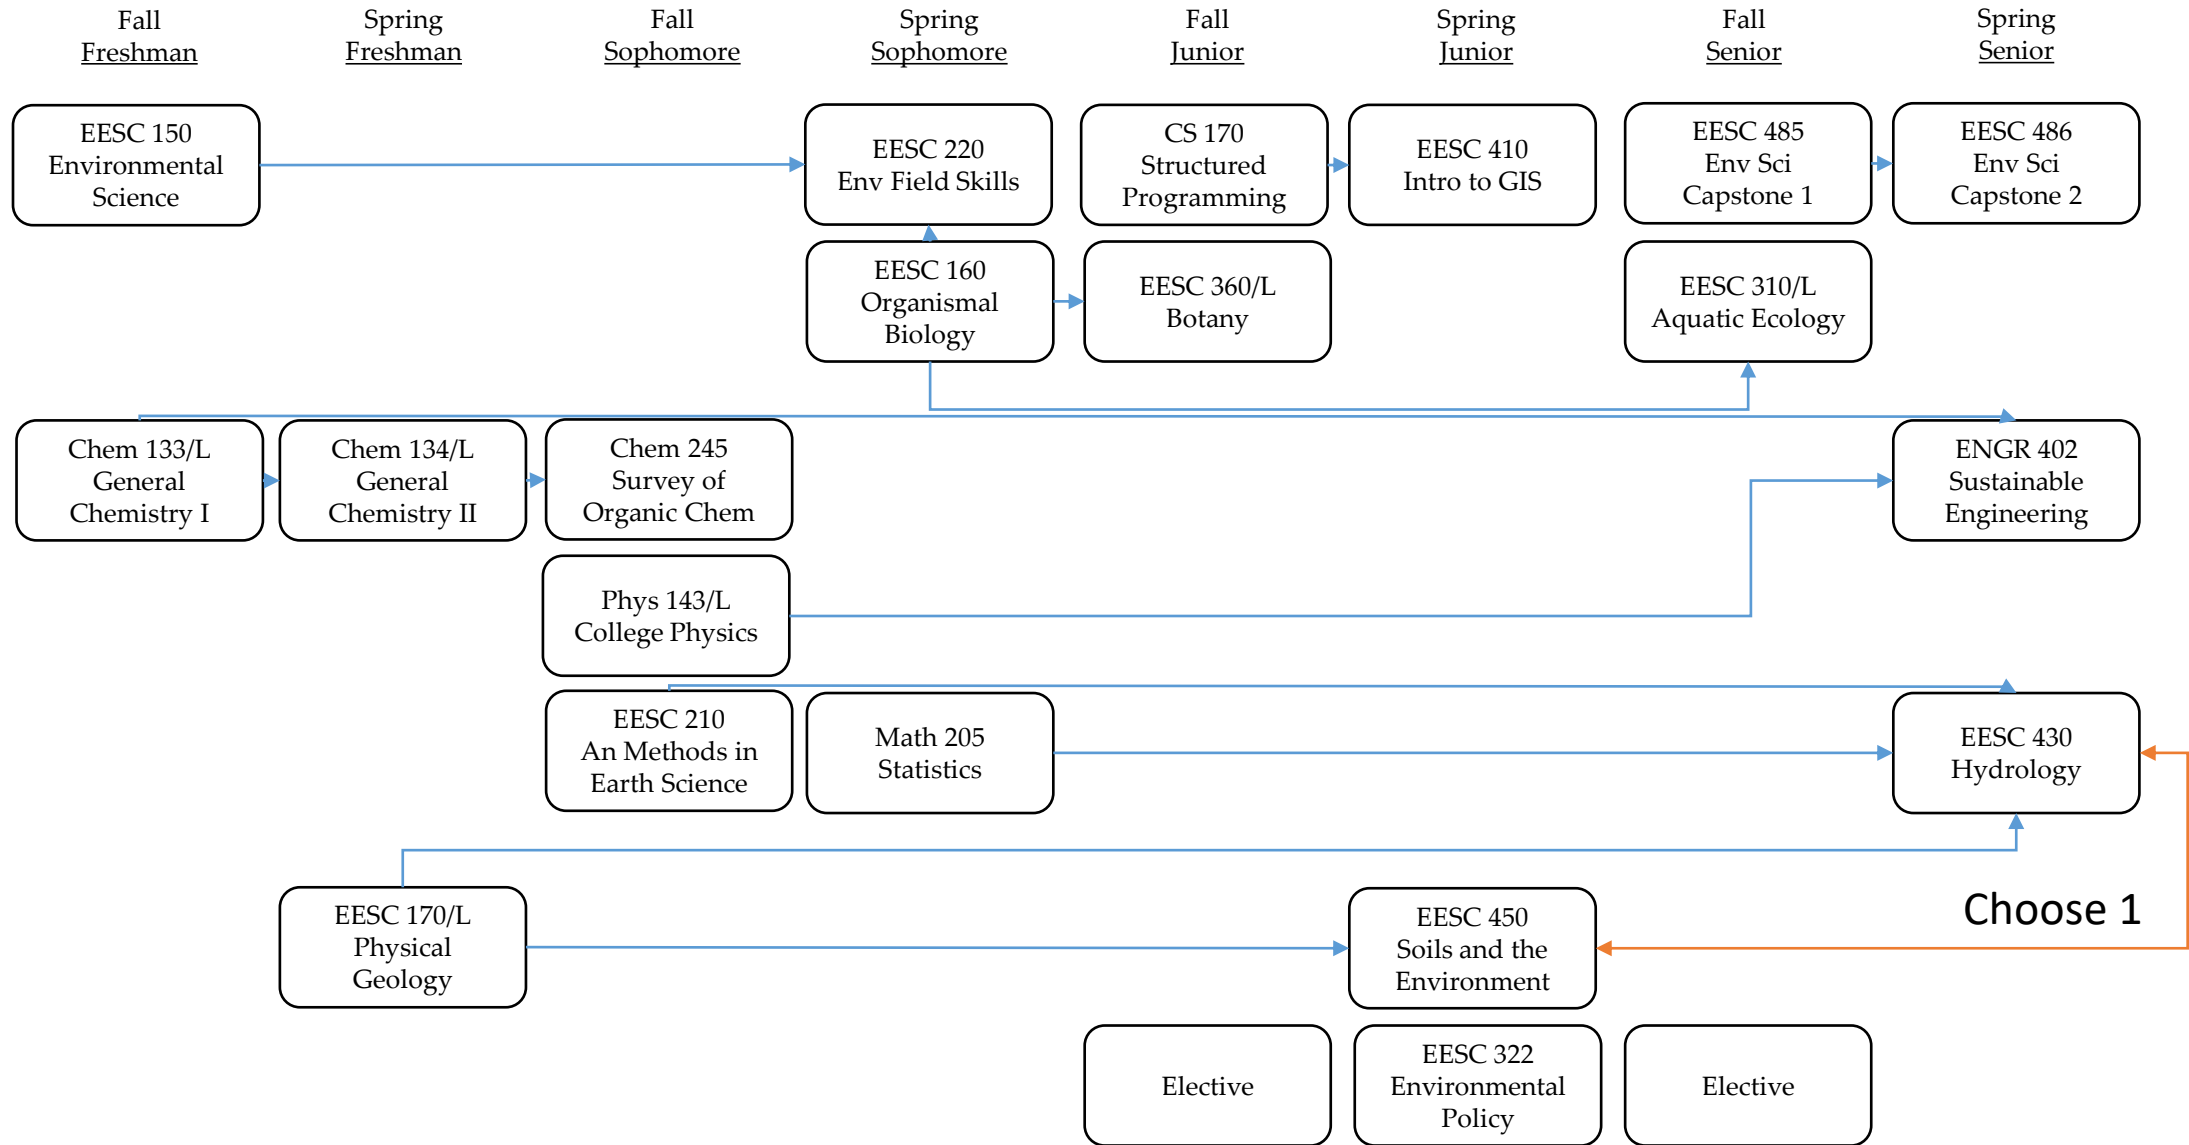 Fall
Freshman
Spring
Freshman
Fall
Sophomore
Spring
Sophomore
Fall
Junior
Spring
Junior
Fall
Senior
Spring
Senior
EESC 150
Environmental
Science
EESC 220
Env Field Skills
CS 170
Structured
Programming
EESC 410
Intro to GIS
EESC 485
Env Sci
Capstone 1
EESC 486
Env Sci
Capstone 2
EESC 160
Organismal
Biology
EESC 360/L
Botany
EESC 310/L
Aquatic Ecology
Chem 133/L
General
Chemistry I
Chem 134/L
General
Chemistry II
Chem 245
Survey of
Organic Chem
ENGR 402
Sustainable
Engineering
Phys 143/L
College Physics
EESC 210
An Methods in
Earth Science
Math 205
Statistics
EESC 430
Hydrology
EESC 170/L
Physical
Geology
EESC 450
Soils and the
Environment
Choose 1
Elective
EESC 322
Environmental
Policy
Elective